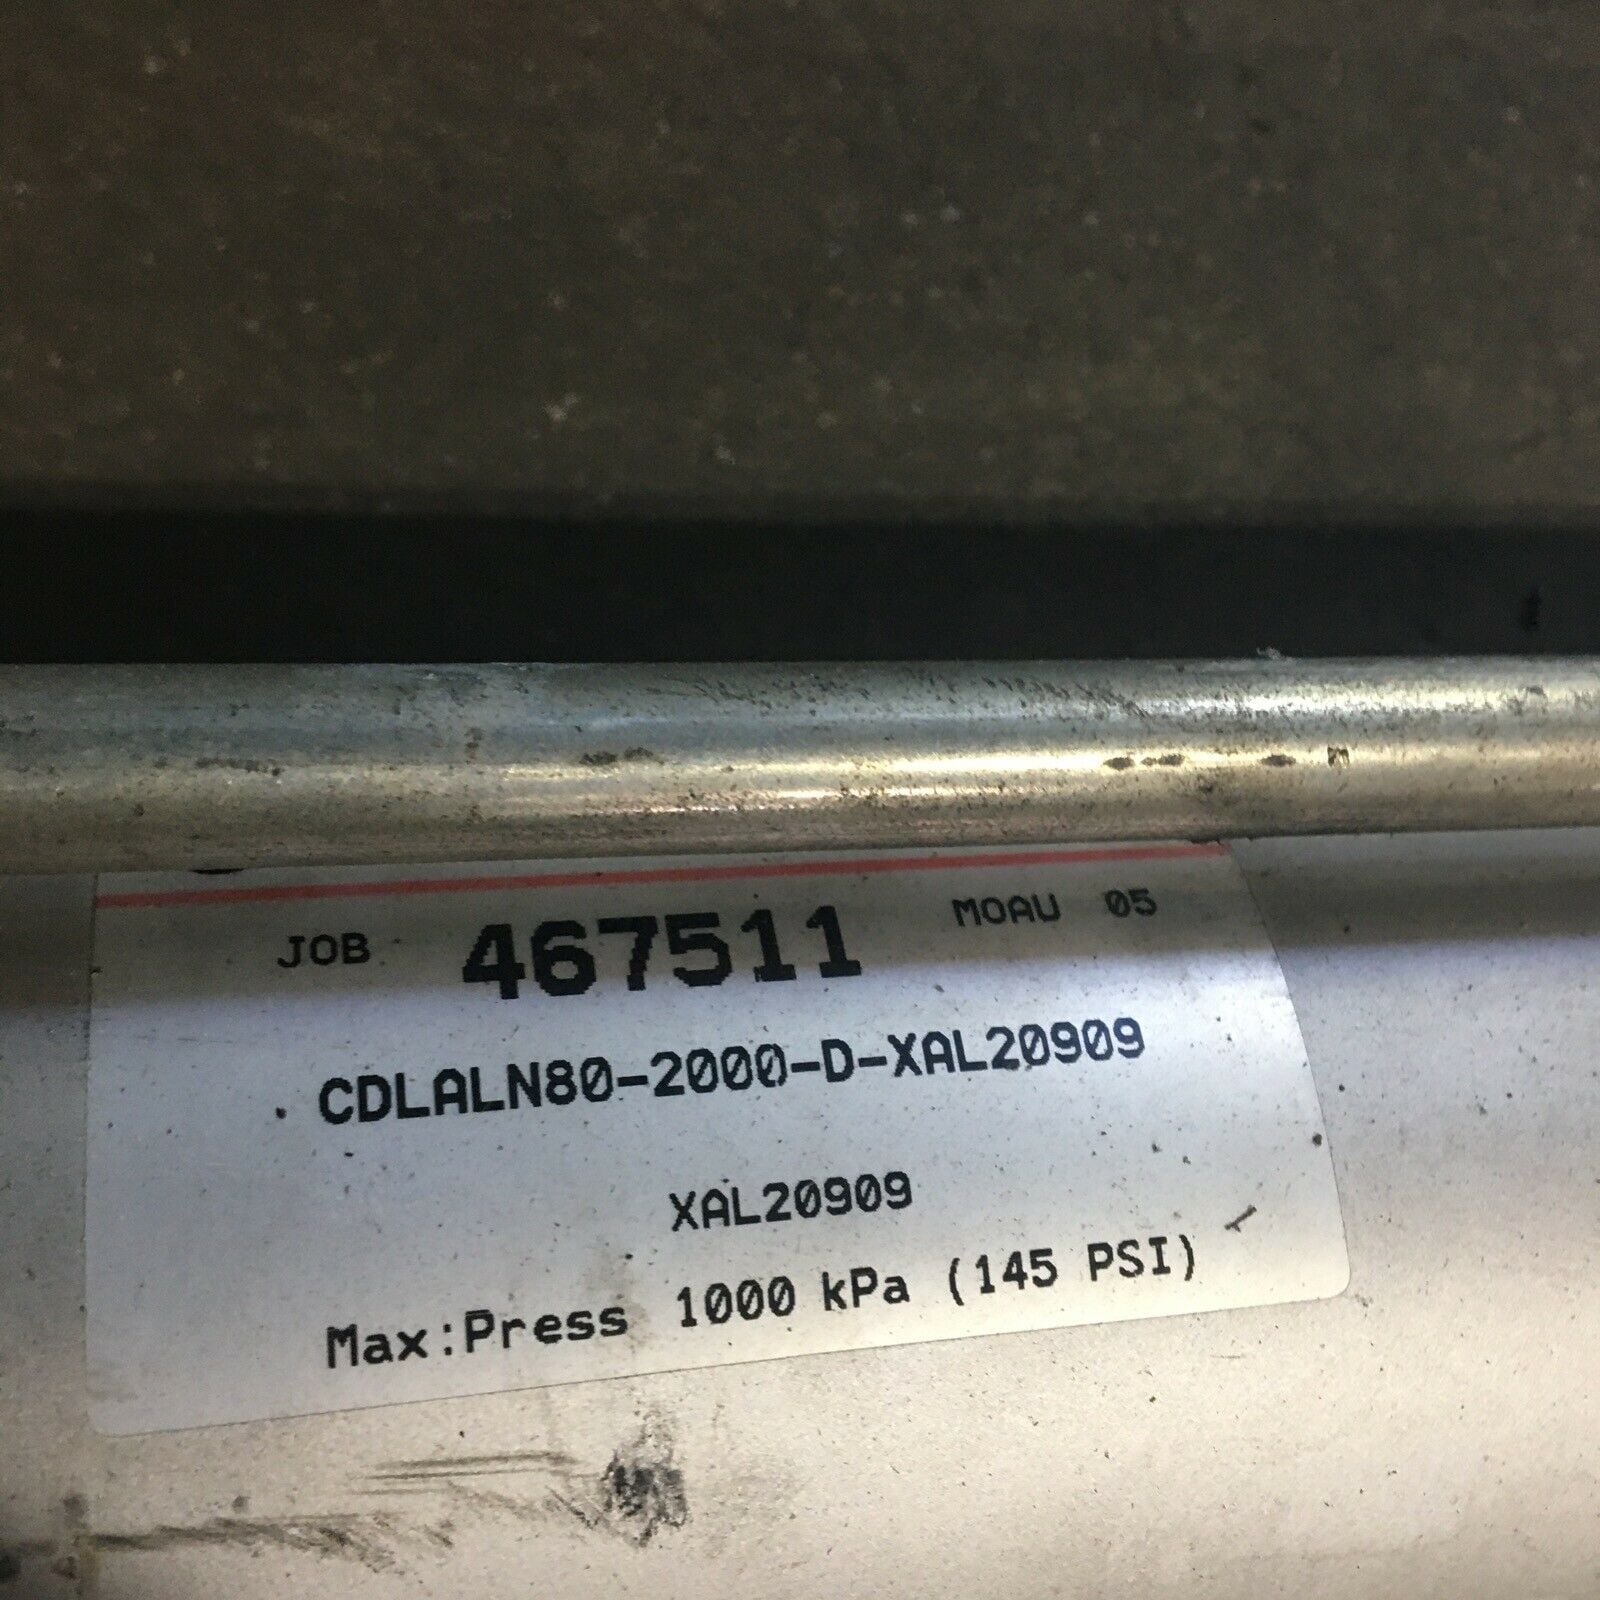 JOB 467511 MOAU 05
CDLALN80-2000-D-XAL20909
XAL20909
Max:Press 1000 kPa (145 PSI)